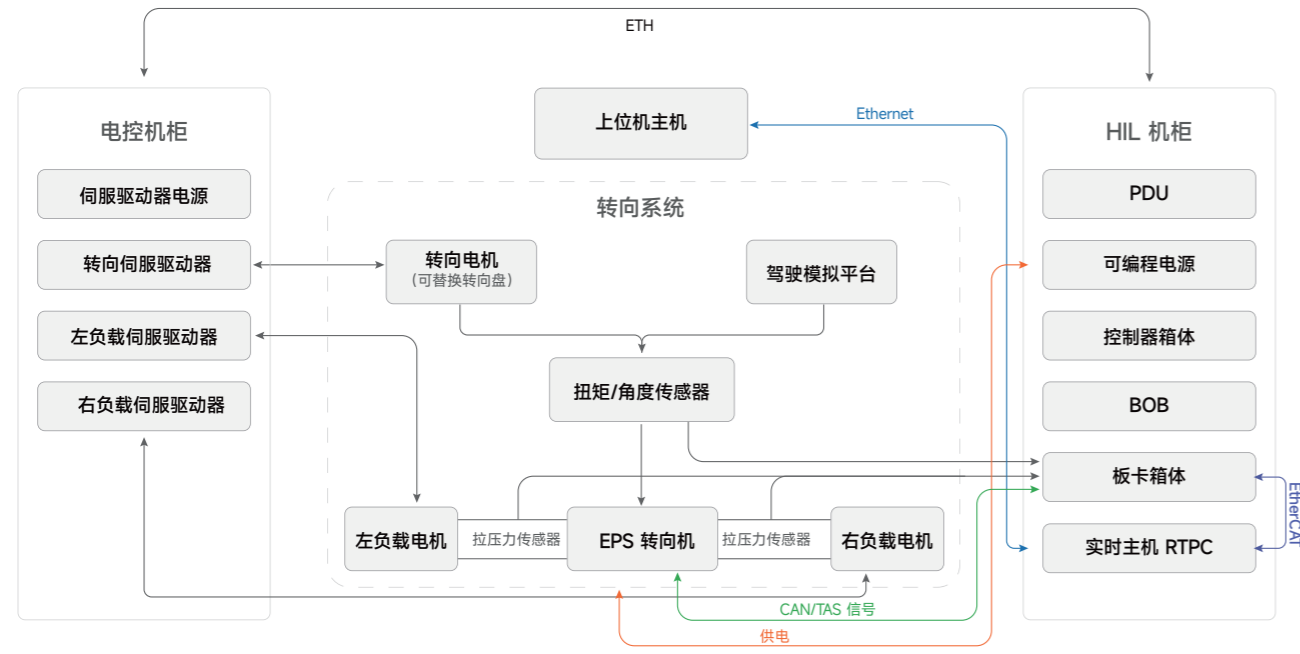 ETH
电控机柜
伺服驱动器电源
转向伺服驱动器
左负载伺服驱动器
右负载伺服驱动器
上位机主机
Ethernet
转向系统
转向电机
(可替换转向盘)
驾驶模拟平台
扭矩/角度传感器
左负载电机
拉压力传感器
EPS 转向机
拉压力传感器
右负载电机
CAN/TAS 信号
供电
HIL 机柜
PDU
可编程电源
控制器箱体
BOB
板卡箱体
实时主机 RTPC
EtherCAT